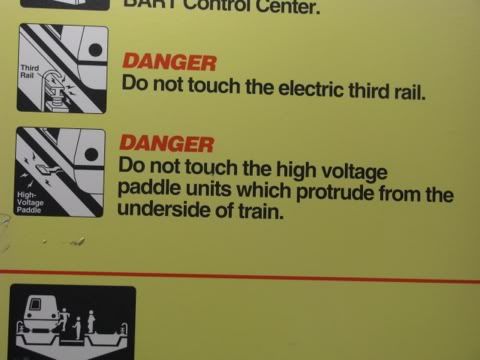 BART Control Center.
Third
Rail
DANGER
Do not touch the electric third rail.
High-
Voltage
Paddle
DANGER
Do not touch the high voltage
paddle units which protrude from the
underside of train.